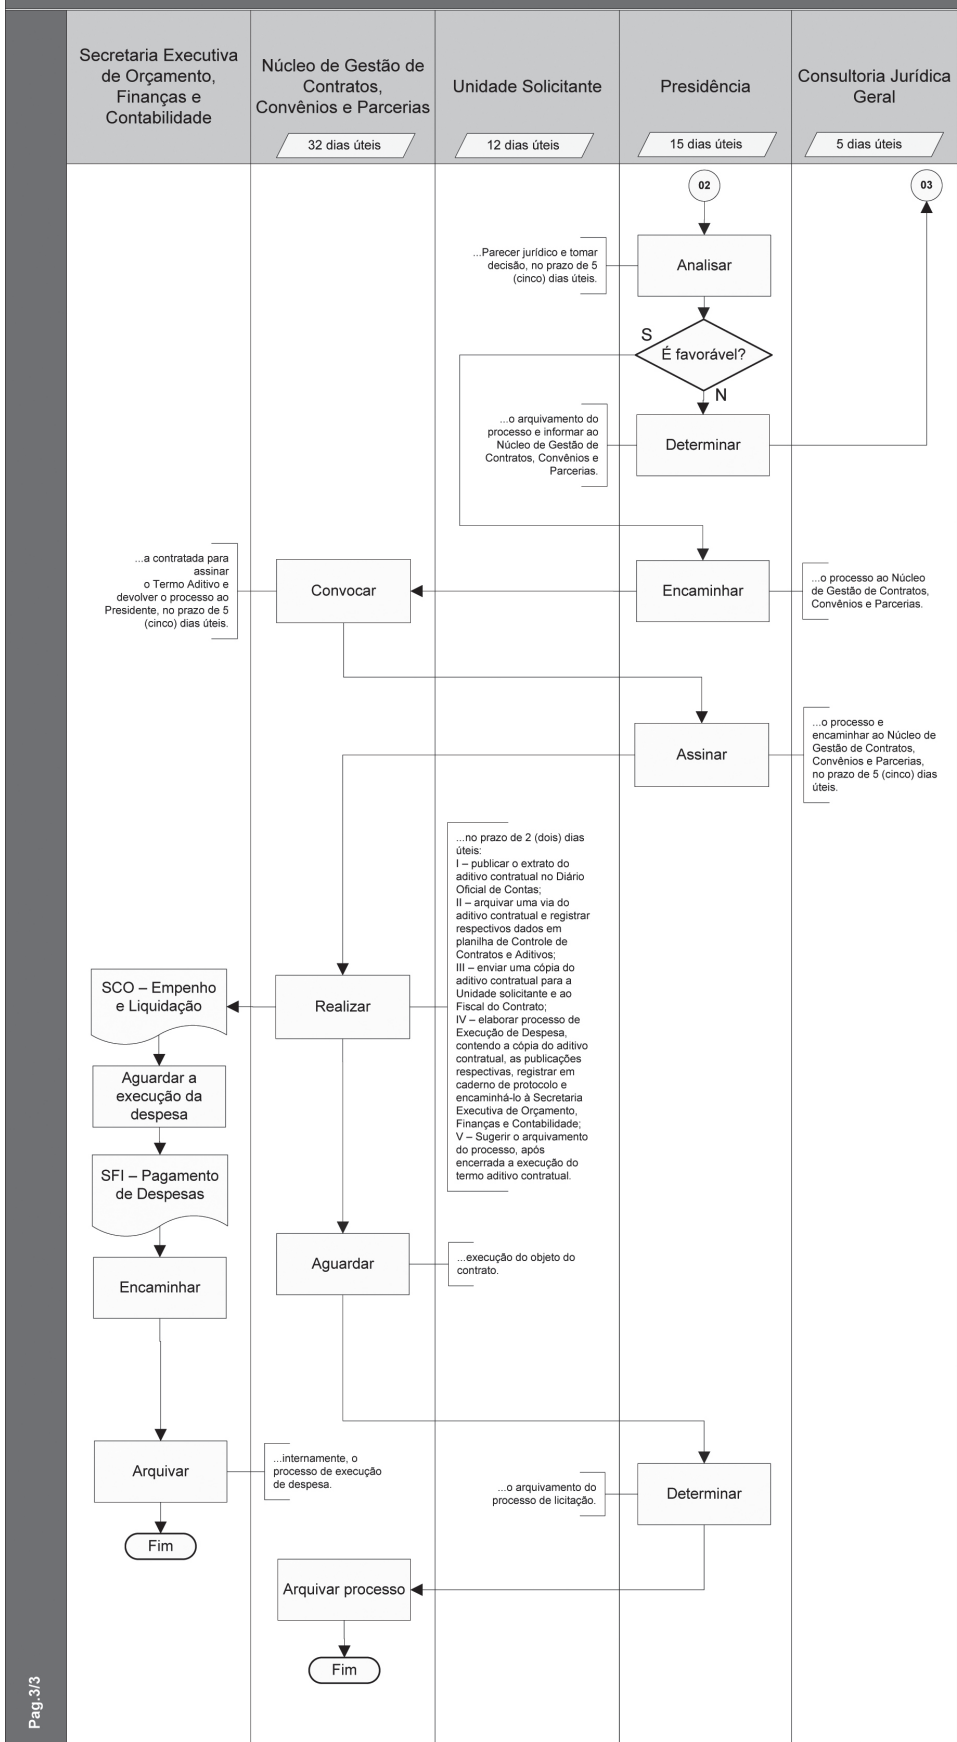 Secretaria Executiva
de Orçamento,
Finanças e
Contabilidade
Núcleo de Gestão de
Contratos,
Convênios e Parcerias
32 dias úteis
Unidade Solicitante
12 dias úteis
Presidência
15 dias úteis
Consultoria Jurídica
Geral
5 dias úteis
02
03
...Parecer jurídico e tomar
decisão, no prazo de 5
(cinco) dias úteis.
Analisar
S
É favorável?
N
...o arquivamento do
processo e informar ao
Núcleo de Gestão de
Contratos, Convênios e
Parcerias.
Determinar
...a contratada para
assinar
o Termo Aditivo e
devolver o processo ao
Presidente, no prazo de 5
(cinco) dias úteis.
Convocar
Encaminhar
...o processo ao Núcleo
de Gestão de Contratos,
Convênios e Parcerias.
Assinar
...o processo e
encaminhar ao Núcleo de
Gestão de Contratos,
Convênios e Parcerias,
no prazo de 5 (cinco) dias
úteis.
...no prazo de 2 (dois) dias
úteis:
I – publicar o extrato do
aditivo contratual no Diário
Oficial de Contas;
II – arquivar uma via do
aditivo contratual e registrar
respectivos dados em
planilha de Controle de
Contratos e Aditivos;
III – enviar uma cópia do
aditivo contratual para a
Unidade solicitante e ao
Fiscal do Contrato;
IV – elaborar processo de
Execução de Despesa,
contendo a cópia do aditivo
contratual, as publicações
respectivas, registrar em
caderno de protocolo e
encaminhá-lo à Secretaria
Executiva de Orçamento,
Finanças e Contabilidade;
V – Sugerir o arquivamento
do processo, após
encerrada a execução do
termo aditivo contratual.
SCO – Empenho
e Liquidação
Realizar
Aguardar a
execução da
despesa
SFI – Pagamento
de Despesas
Encaminhar
Aguardar
...execução do objeto do
contrato.
Arquivar
...internamente, o
processo de execução
de despesa.
...o arquivamento do
processo de licitação.
Determinar
Fim
Arquivar processo
Fim
Pag.3/3